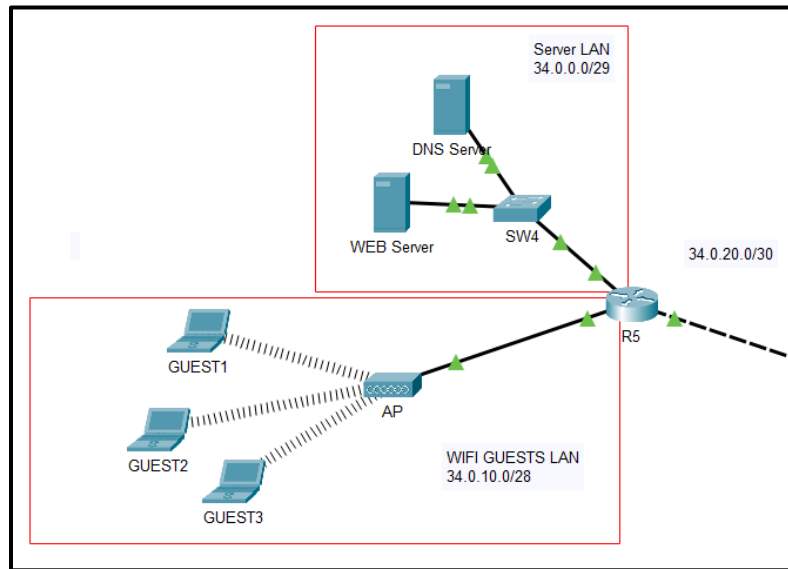 Server LAN
34.0.0.0/29
DNS Server
WEB Server
SW4
34.0.20.0/30
R5
GUEST1
AP
GUEST2
WIFI GUESTS LAN
34.0.10.0/28
GUEST3